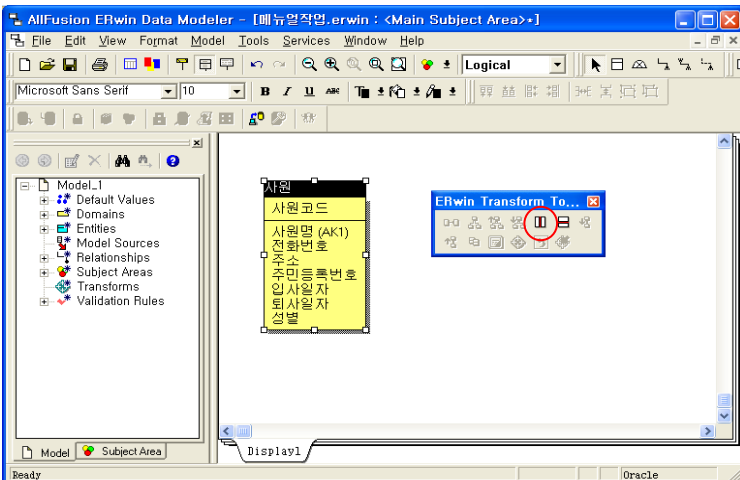 AllFusion ERwin Data Modeler - [메뉴얼작업.erwin : <Main Subject Area>*]
File Edit View Format Model Tools Services Window Help
Logical
Microsoft Sans Serif 10 B I U ABC
Model_1
Default Values
Domains
Entities
Model Sources
Relationships
Subject Areas
Transforms
Validation Rules
사원
사원코드
사원명 (AK1)
전화번호
주소
주민등록번호
입사일자
퇴사일자
성별
ERwin Transform To...
Model Subject Area
Display1
Ready Oracle